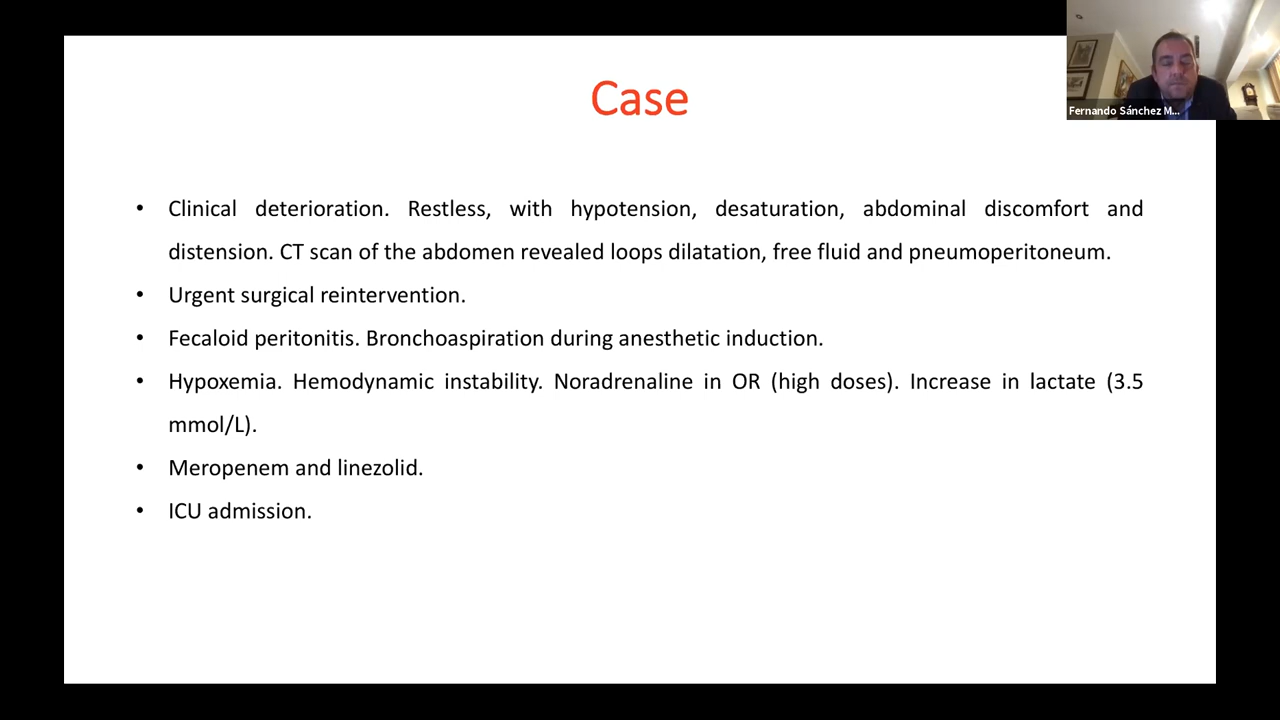 Fernando Sánchez M...
Case
• Clinical deterioration. Restless, with hypotension, desaturation, abdominal discomfort and
distension. CT scan of the abdomen revealed loops dilatation, free fluid and pneumoperitoneum.
• Urgent surgical reintervention.
• Fecaloid peritonitis. Bronchoaspiration during anesthetic induction.
• Hypoxemia. Hemodynamic instability. Noradrenaline in OR (high doses). Increase in lactate (3.5
mmol/L).
• Meropenem and linezolid.
• ICU admission.